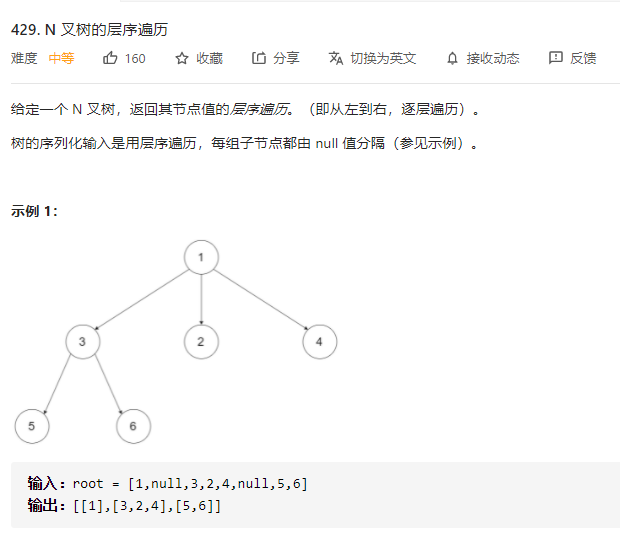 429. N 叉树的层序遍历
难度 中等 160 收藏 分享 切换为英文 接收动态 反馈
给定一个 N 叉树，返回其节点值的层序遍历。（即从左到右，逐层遍历）。
树的序列化输入是用层序遍历，每组子节点都由 null 值分隔（参见示例）。
示例 1：
1
3 2 4
5 6
输入：root = [1,null,3,2,4,null,5,6]
输出：[[1],[3,2,4],[5,6]]